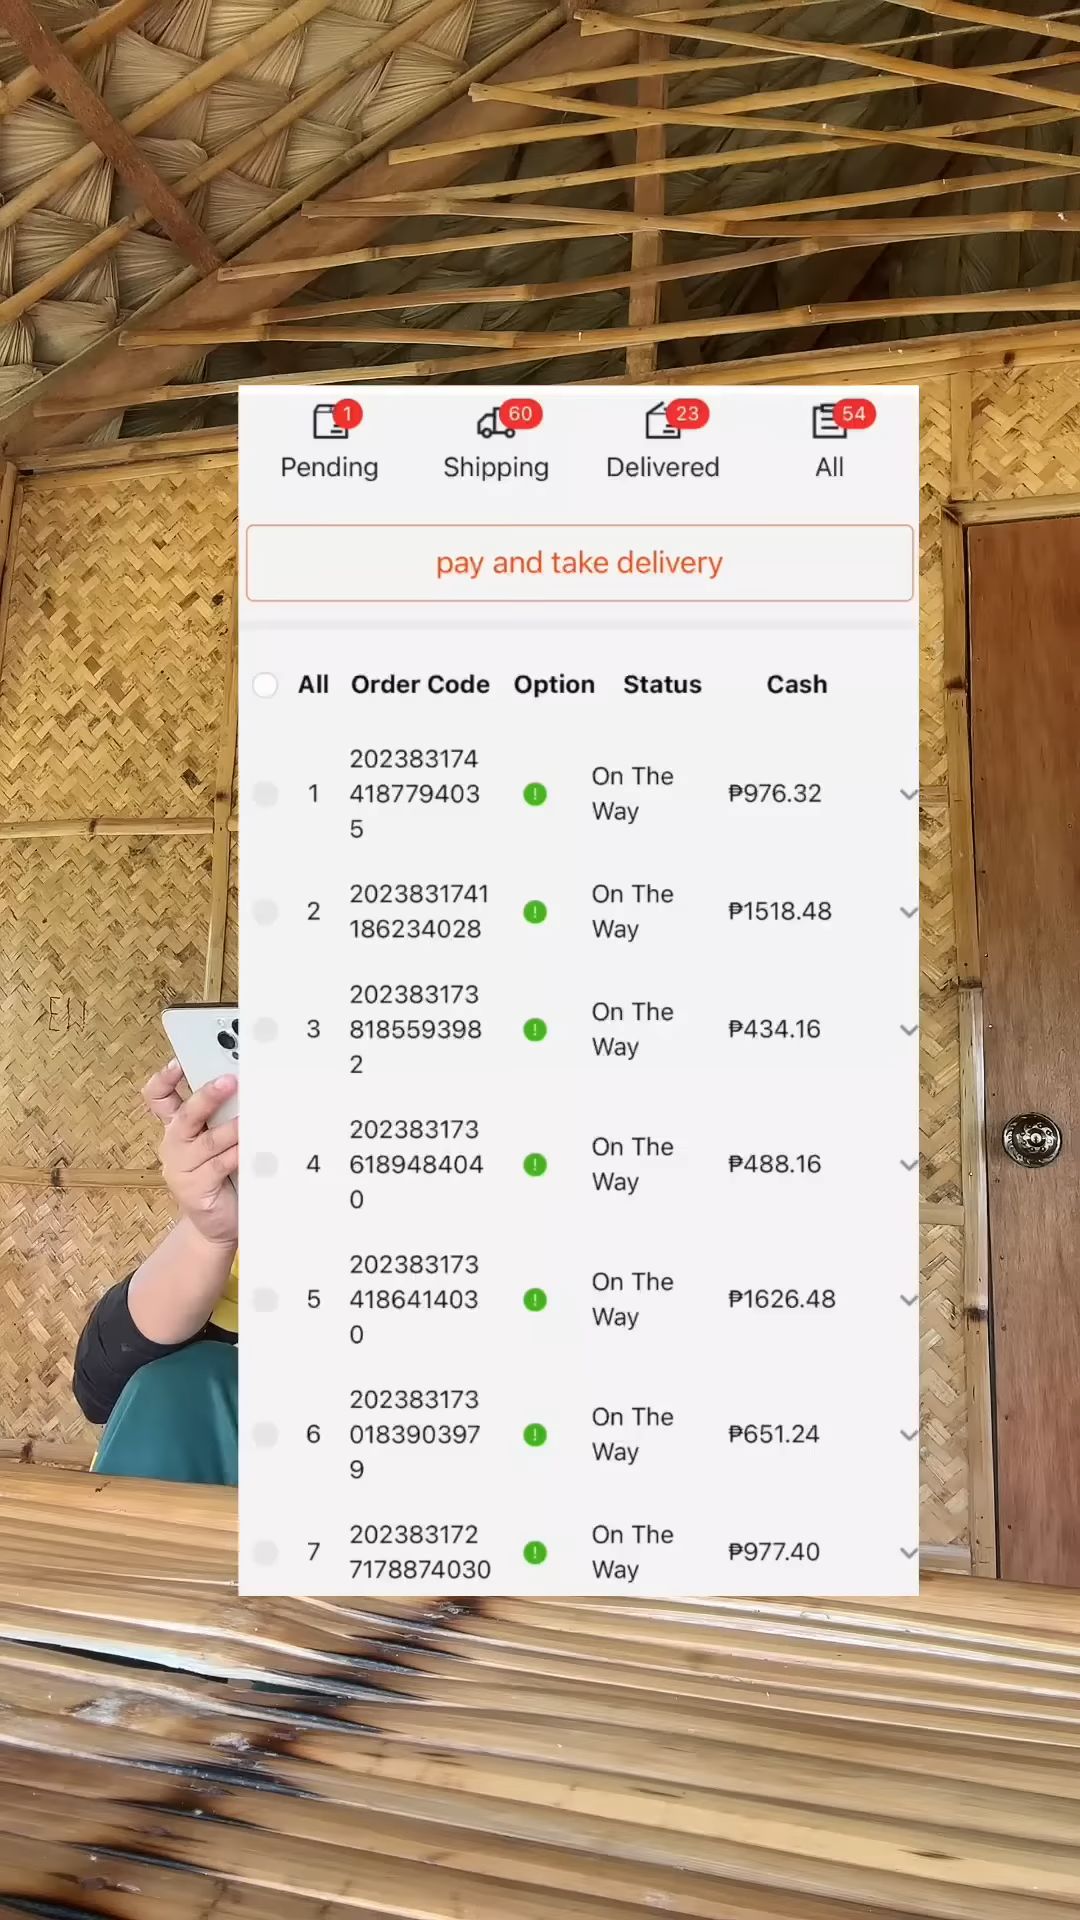 1
60
23
54
Pending
Shipping
Delivered
All
pay and take delivery
All Order Code Option Status Cash
1
202383174
418779403
5
On The
Way
₱976.32
2
2023831741
186234028
On The
Way
₱1518.48
3
202383173
818559398
2
On The
Way
₱434.16
4
202383173
618948404
0
On The
Way
₱488.16
5
202383173
418641403
0
On The
Way
₱1626.48
6
202383173
018390397
9
On The
Way
₱651.24
7
202383172
7178874030
On The
Way
₱977.40